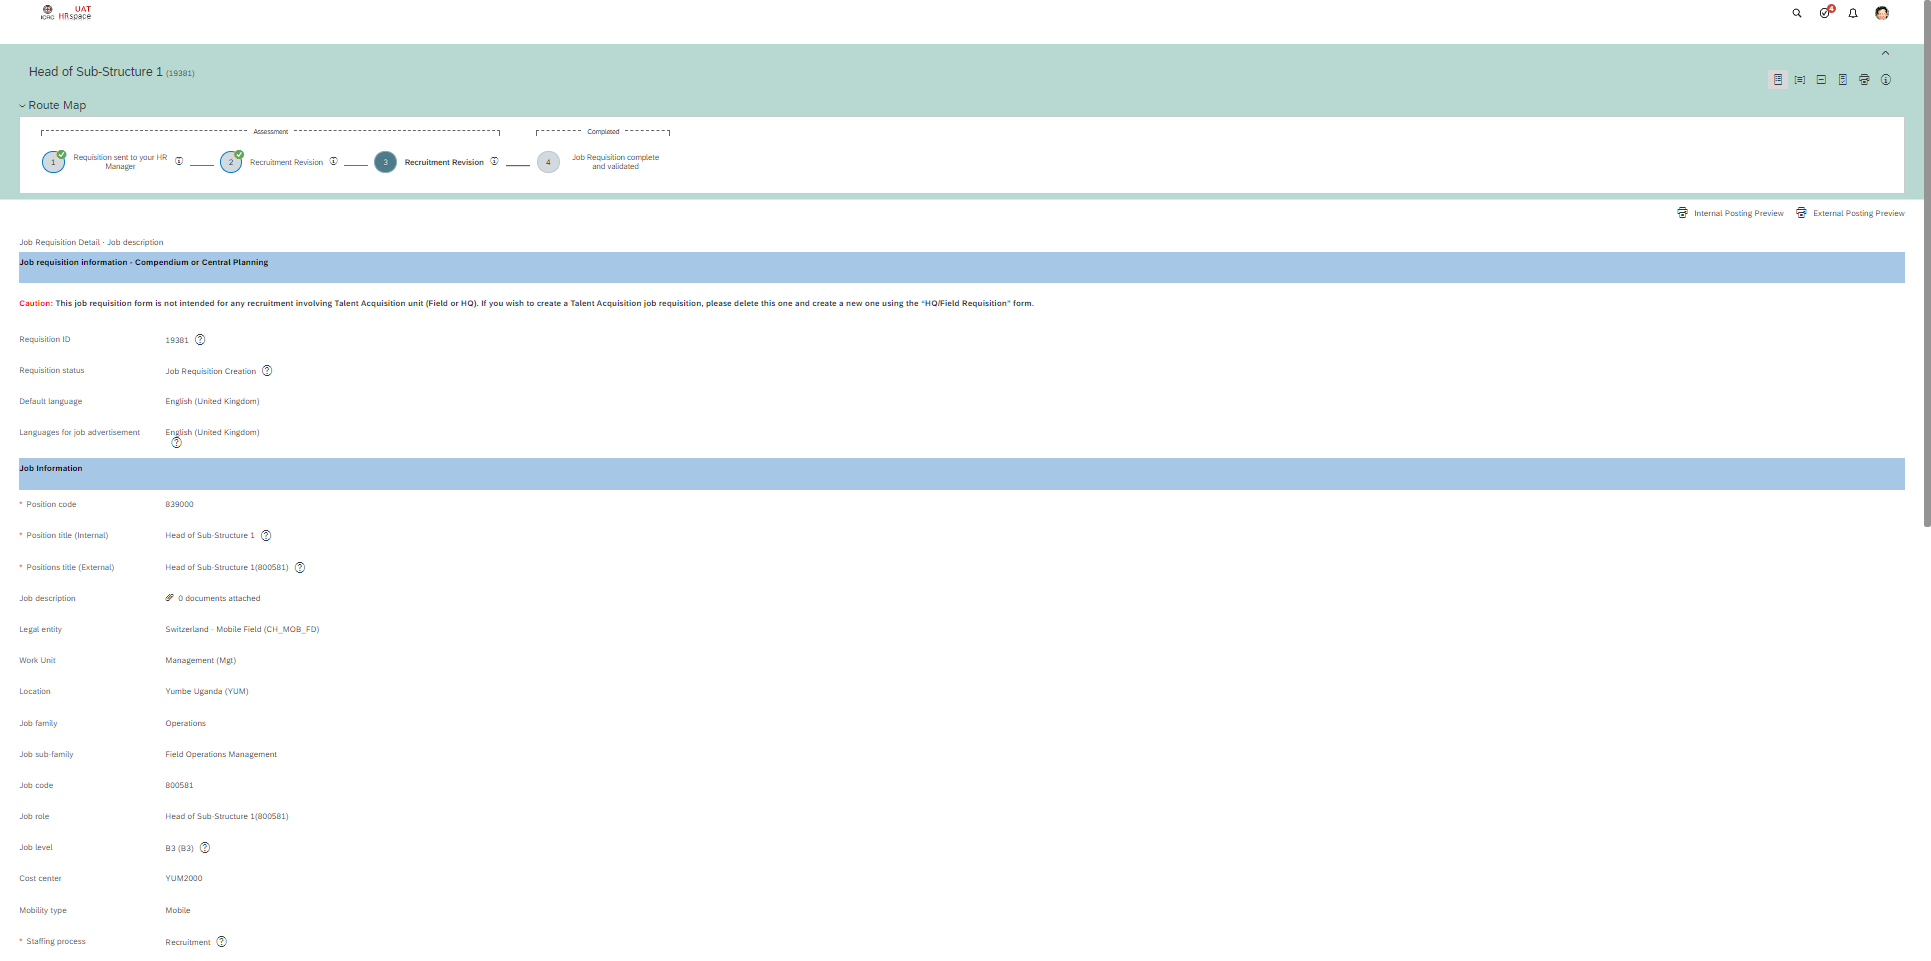 ICRC
UAT
HRspace
4
Head of Sub-Structure 1 (19381)
Route Map
Assessment
Completed
1
Requisition sent to your HR
Manager
2
Recruitment Revision
3
Recruitment Revision
4
Job Requisition complete
and validated
Internal Posting Preview
External Posting Preview
Job Requisition Detail - Job description
Job requisition information - Compendium or Central Planning
Caution: This job requisition form is not intended for any recruitment involving Talent Acquisition unit (Field or HQ). If you wish to create a Talent Acquisition job requisition, please delete this one and create a new one using the "HQ/Field Requisition" form.
Requisition ID 19381
Requisition status Job Requisition Creation
Default language English (United Kingdom)
Languages for job advertisement English (United Kingdom)
Job Information
* Position code 839000
* Position title (Internal) Head of Sub-Structure 1
* Positions title (External) Head of Sub-Structure 1(800581)
Job description 0 documents attached
Legal entity Switzerland - Mobile Field (CH_MOB_FD)
Work Unit Management (Mgt)
Location Yumbe Uganda (YUM)
Job family Operations
Job sub-family Field Operations Management
Job code 800581
Job role Head of Sub-Structure 1(800581)
Job level B3 (B3)
Cost center YUM2000
Mobility type Mobile
* Staffing process Recruitment